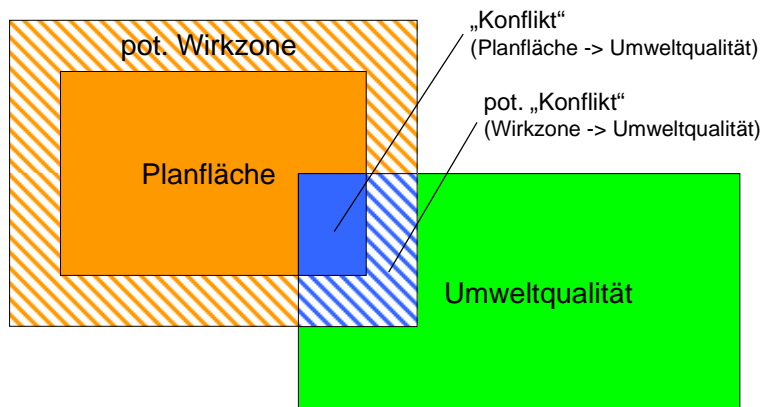 pot. Wirkzone
„Konflikt“
(Planfläche -> Umweltqualität)
pot. „Konflikt“
(Wirkzone -> Umweltqualität)
Planfläche
Umweltqualität